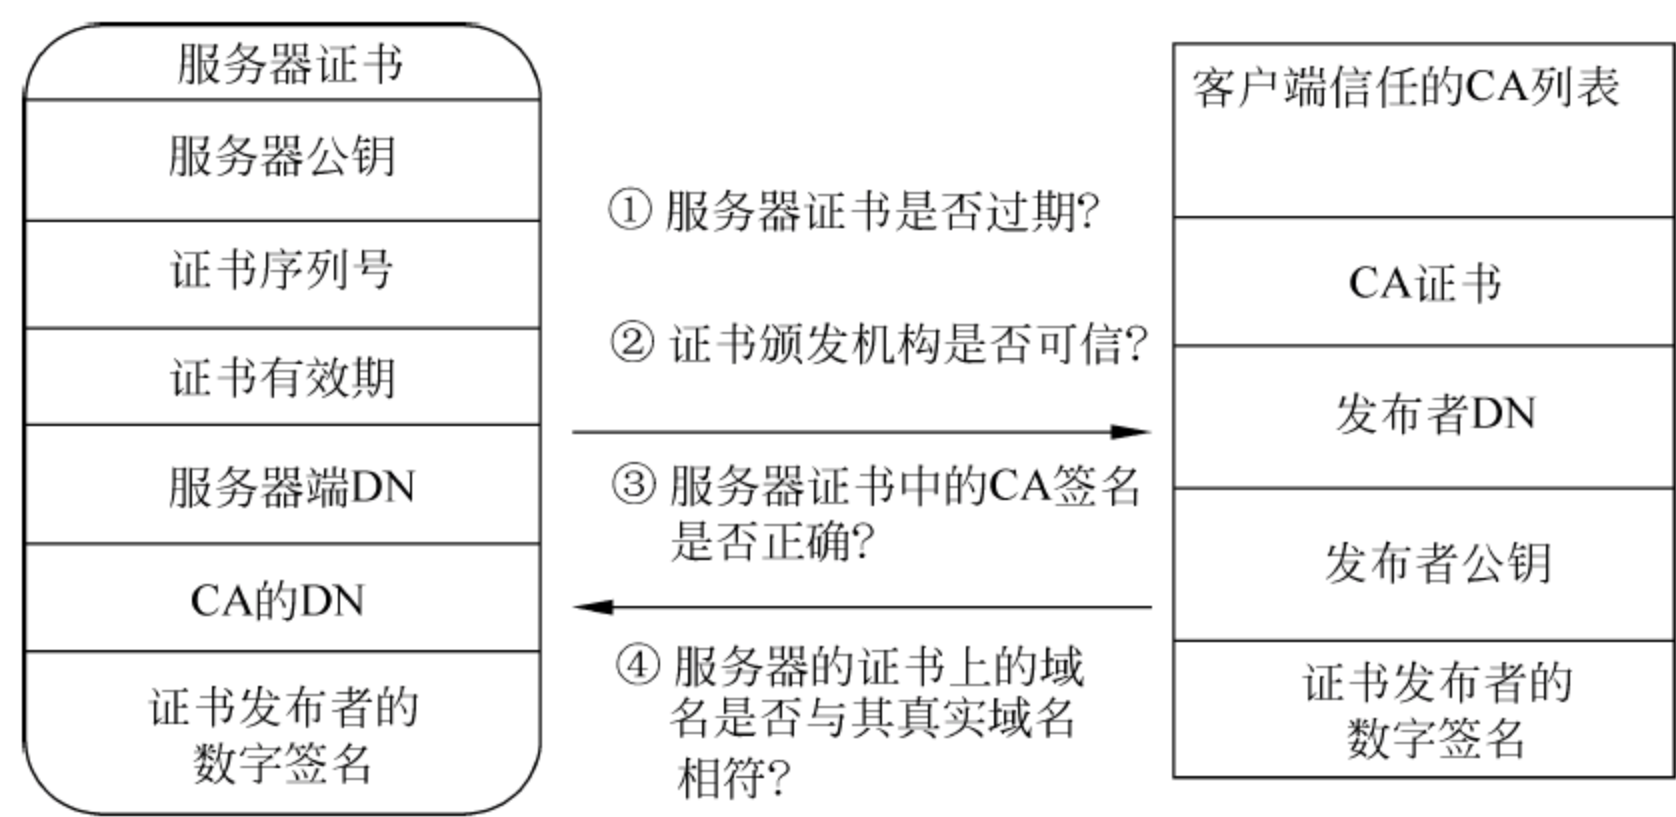 服务器证书
服务器公钥
证书序列号
证书有效期
服务器端DN
CA的DN
证书发布者的
数字签名
① 服务器证书是否过期?
② 证书颁发机构是否可信?
③ 服务器证书中的CA签名
是否正确?
④ 服务器的证书上的域
名是否与其真实域名
相符?
客户端信任的CA列表
CA证书
发布者DN
发布者公钥
证书发布者的
数字签名